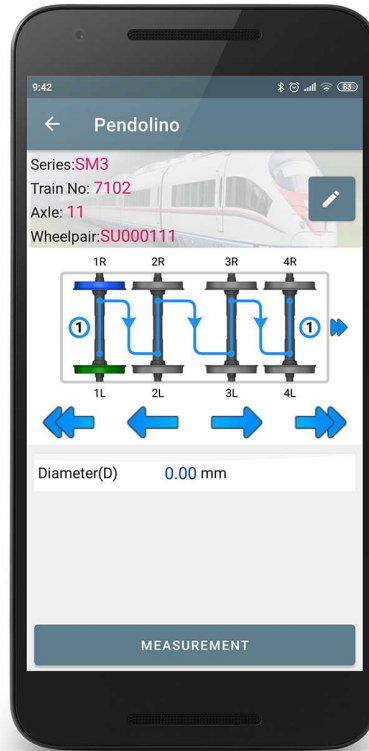 9:42
83
Pendolino
Series:SM3
Train No: 7102
Axle: 11
Wheelpair:SU000111
1R 2R 3R 4R
1 1
1L 2L 3L 4L
Diameter(D) 0.00 mm
MEASUREMENT